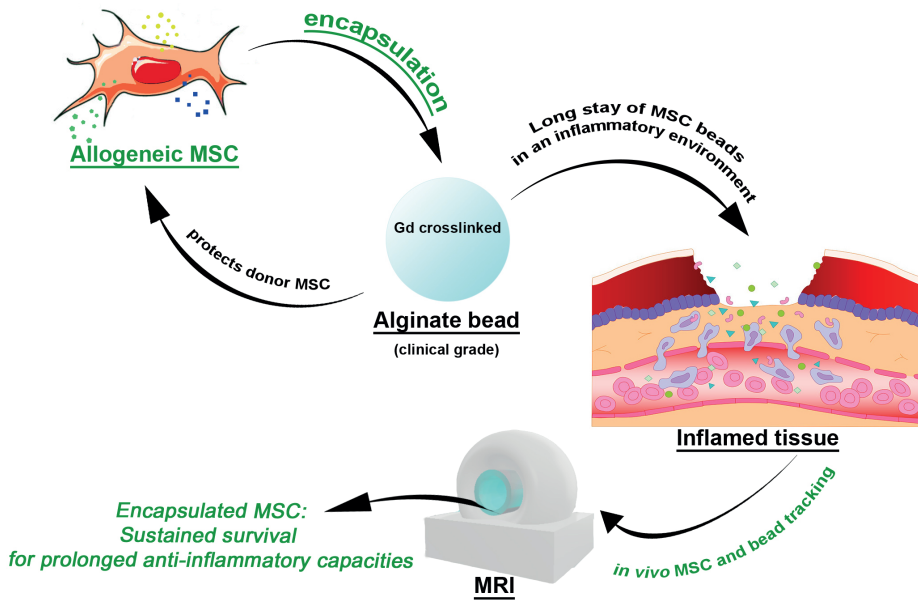 encapsulation
Allogeneic MSC
Long stay of MSC beads
in an inflammatory environment
Gd crosslinked
protects donor MSC
Alginate bead
(clinical grade)
Inflamed tissue
in vivo MSC and bead tracking
Encapsulated MSC:
Sustained survival
for prolonged anti-inflammatory capacities
MRI